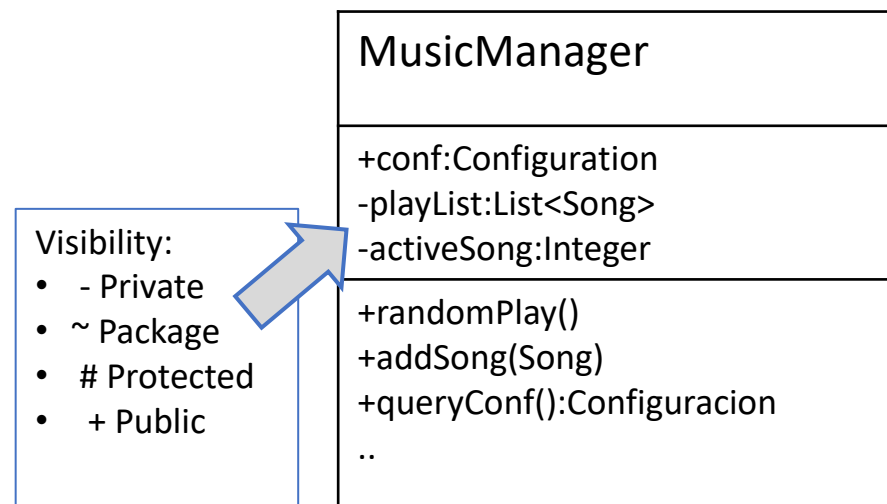 MusicManager
+conf:Configuration
-playList:List<Song>
-activeSong:Integer
+randomPlay()
+addSong(Song)
+queryConf():Configuracion
..
Visibility:
• - Private
• ~ Package
• # Protected
• + Public